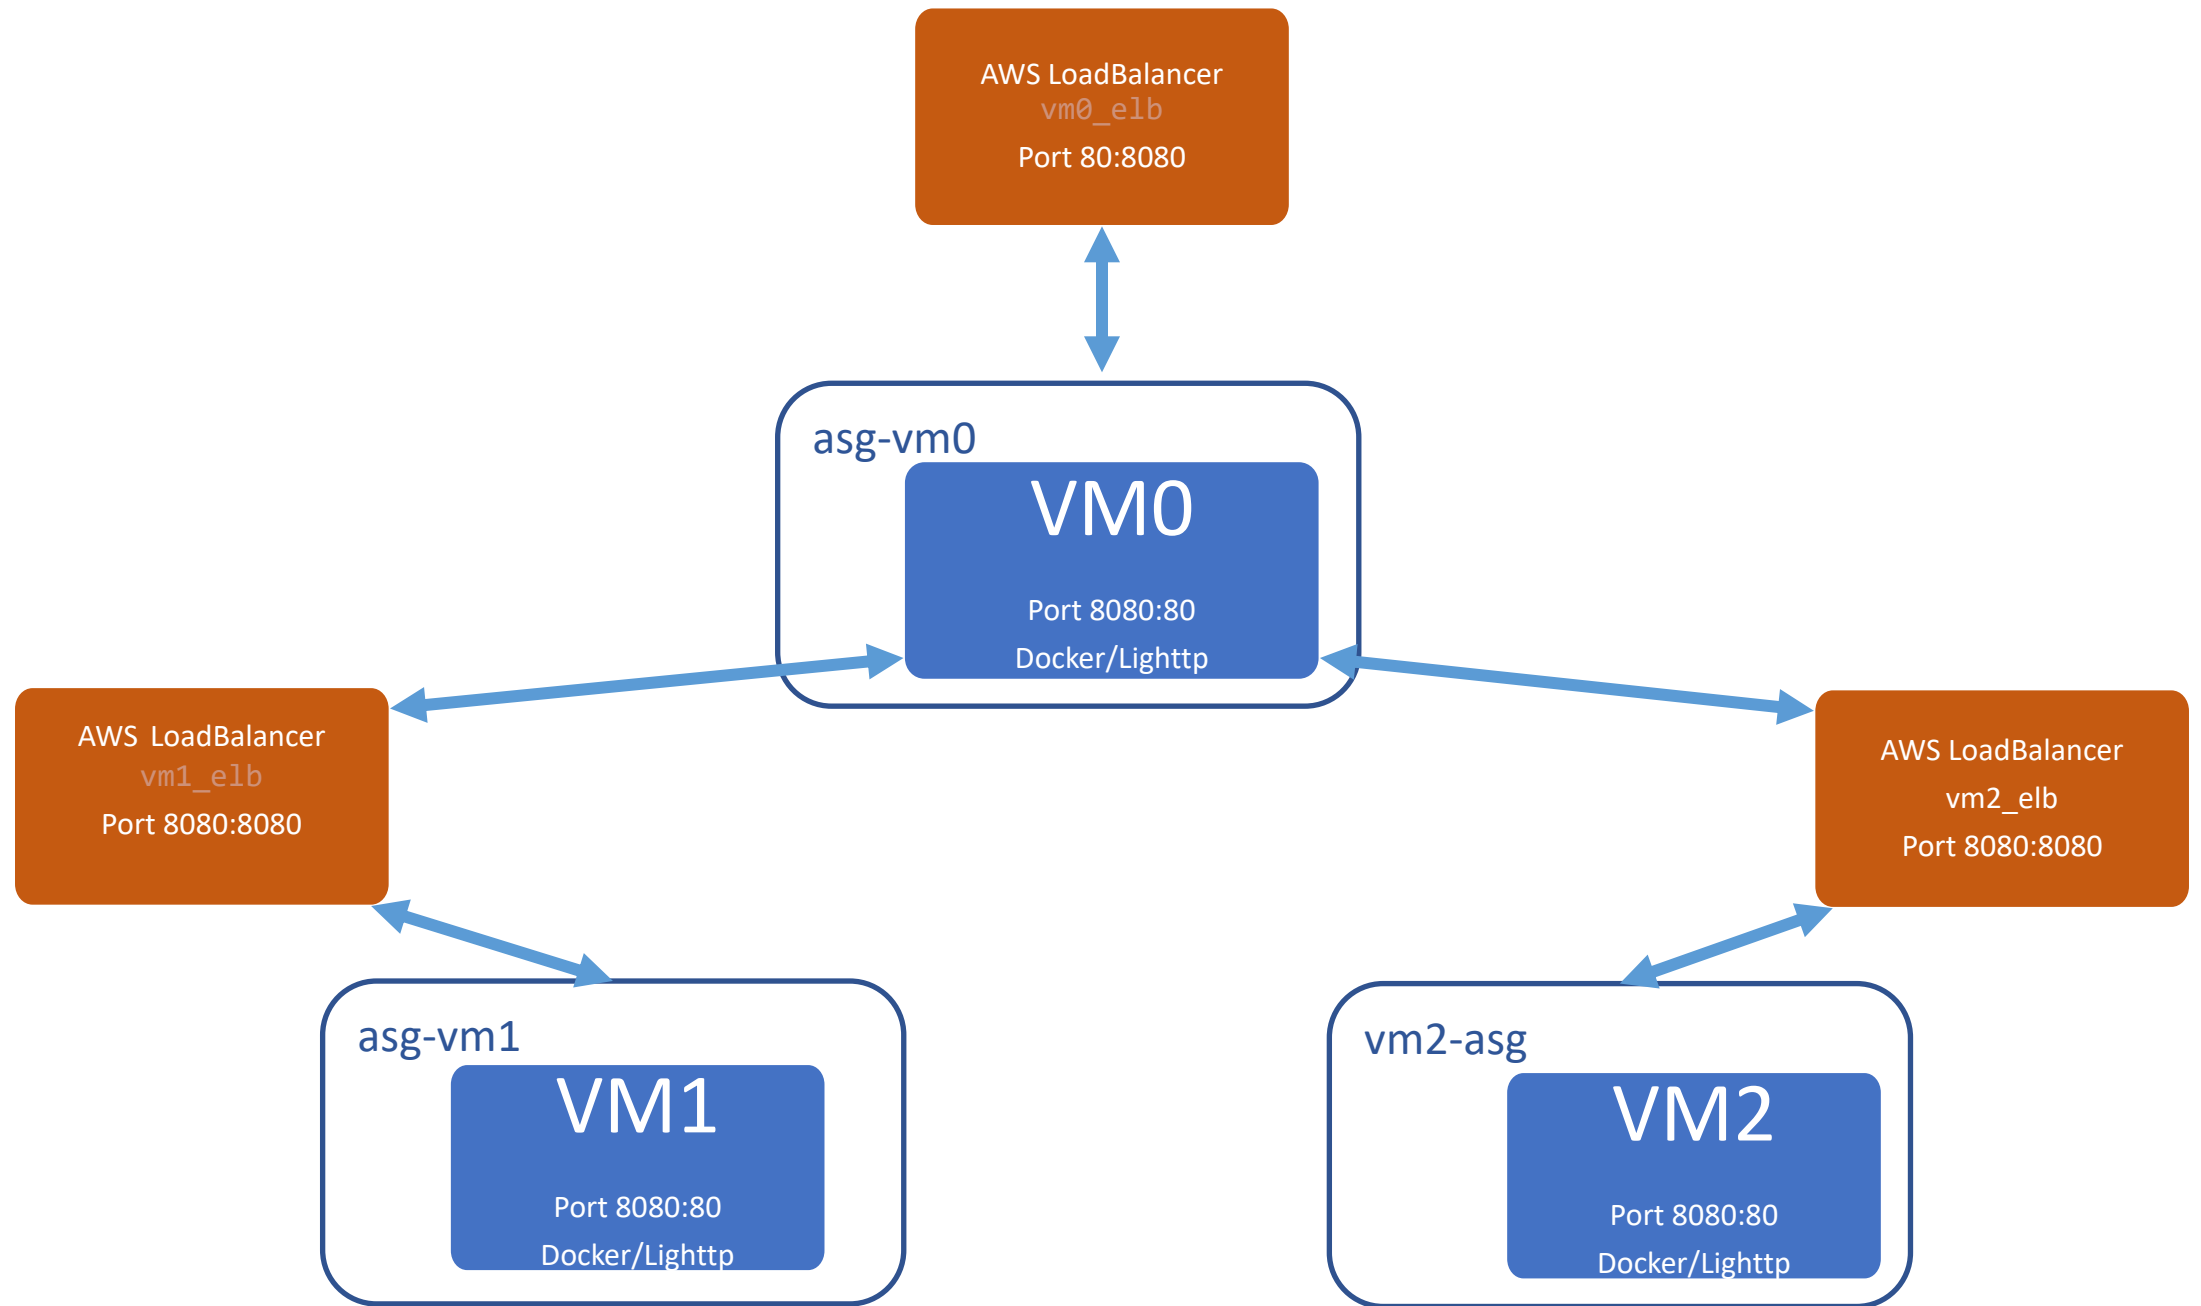 AWS LoadBalancer
vm0_elb
Port 80:8080
asg-vm0
VM0
Port 8080:80
Docker/Lighttp
AWS LoadBalancer
vm1_elb
Port 8080:8080
AWS LoadBalancer
vm2_elb
Port 8080:8080
asg-vm1
VM1
Port 8080:80
Docker/Lighttp
vm2-asg
VM2
Port 8080:80
Docker/Lighttp